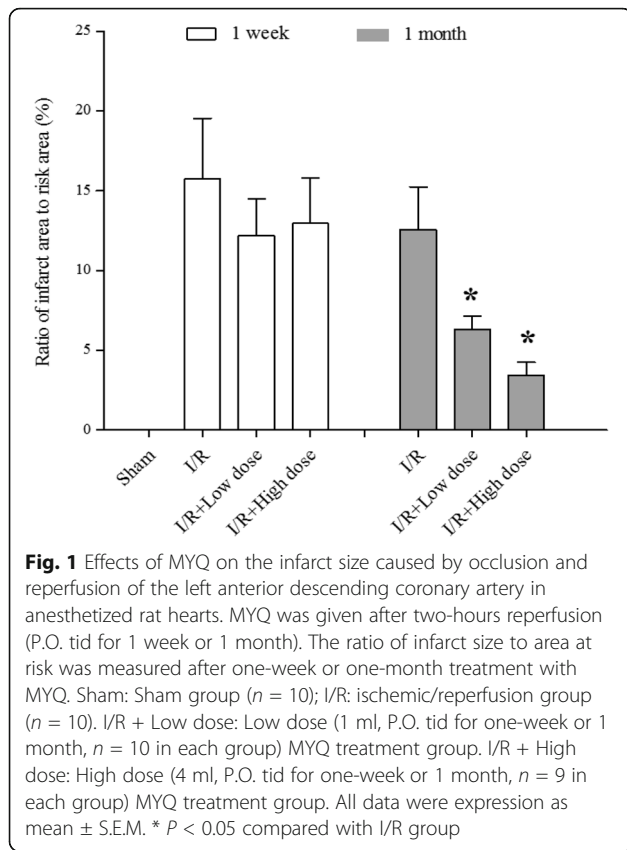 1 week 1 month
25
20
15
10
5
0
Ratio of infarct area to risk area (%)
* *
Sham I/R I/R+Low dose I/R+High dose I/R I/R+Low dose I/R+High dose
Fig. 1 Effects of MYQ on the infarct size caused by occlusion and
reperfusion of the left anterior descending coronary artery in
anesthetized rat hearts. MYQ was given after two-hours reperfusion
(P.O. tid for 1 week or 1 month). The ratio of infarct size to area at
risk was measured after one-week or one-month treatment with
MYQ. Sham: Sham group (n = 10); I/R: ischemic/reperfusion group
(n = 10). I/R + Low dose: Low dose (1 ml, P.O. tid for one-week or 1
month, n = 10 in each group) MYQ treatment group. I/R + High
dose: High dose (4 ml, P.O. tid for one-week or 1 month, n = 9 in
each group) MYQ treatment group. All data were expression as
mean ± S.E.M. * P < 0.05 compared with I/R group